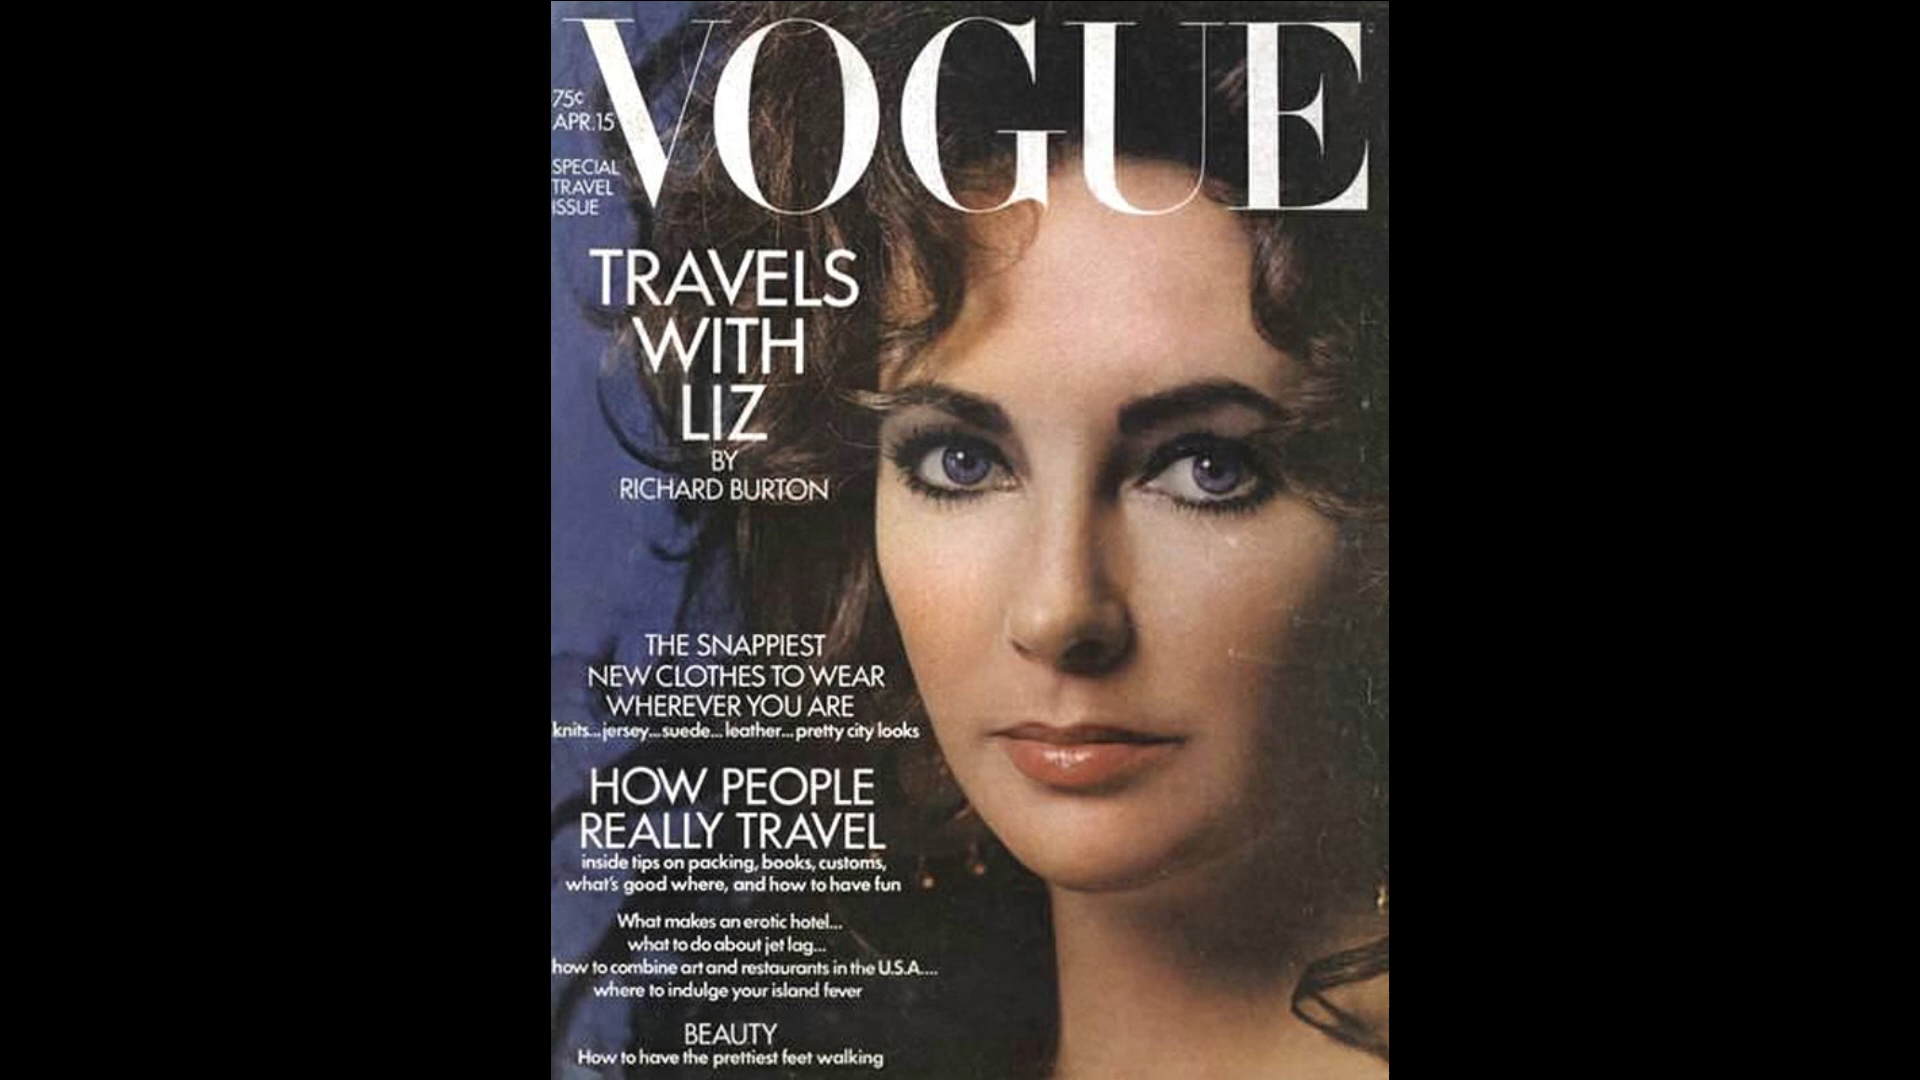 VOGUE
75¢
APR.15
SPECIAL
TRAVEL
ISSUE
TRAVELS
WITH
LIZ
BY
RICHARD BURTON
THE SNAPPIEST
NEW CLOTHES TO WEAR
WHEREVER YOU ARE
knits...jersey...suede...leather...pretty city looks
HOW PEOPLE
REALLY TRAVEL
inside tips on packing, books, customs,
what's good where, and how to have fun
What makes an erotic hotel...
what to do about jet lag...
how to combine art and restaurants in the U.S.A....
where to indulge your island fever
BEAUTY
How to have the prettiest feet walking